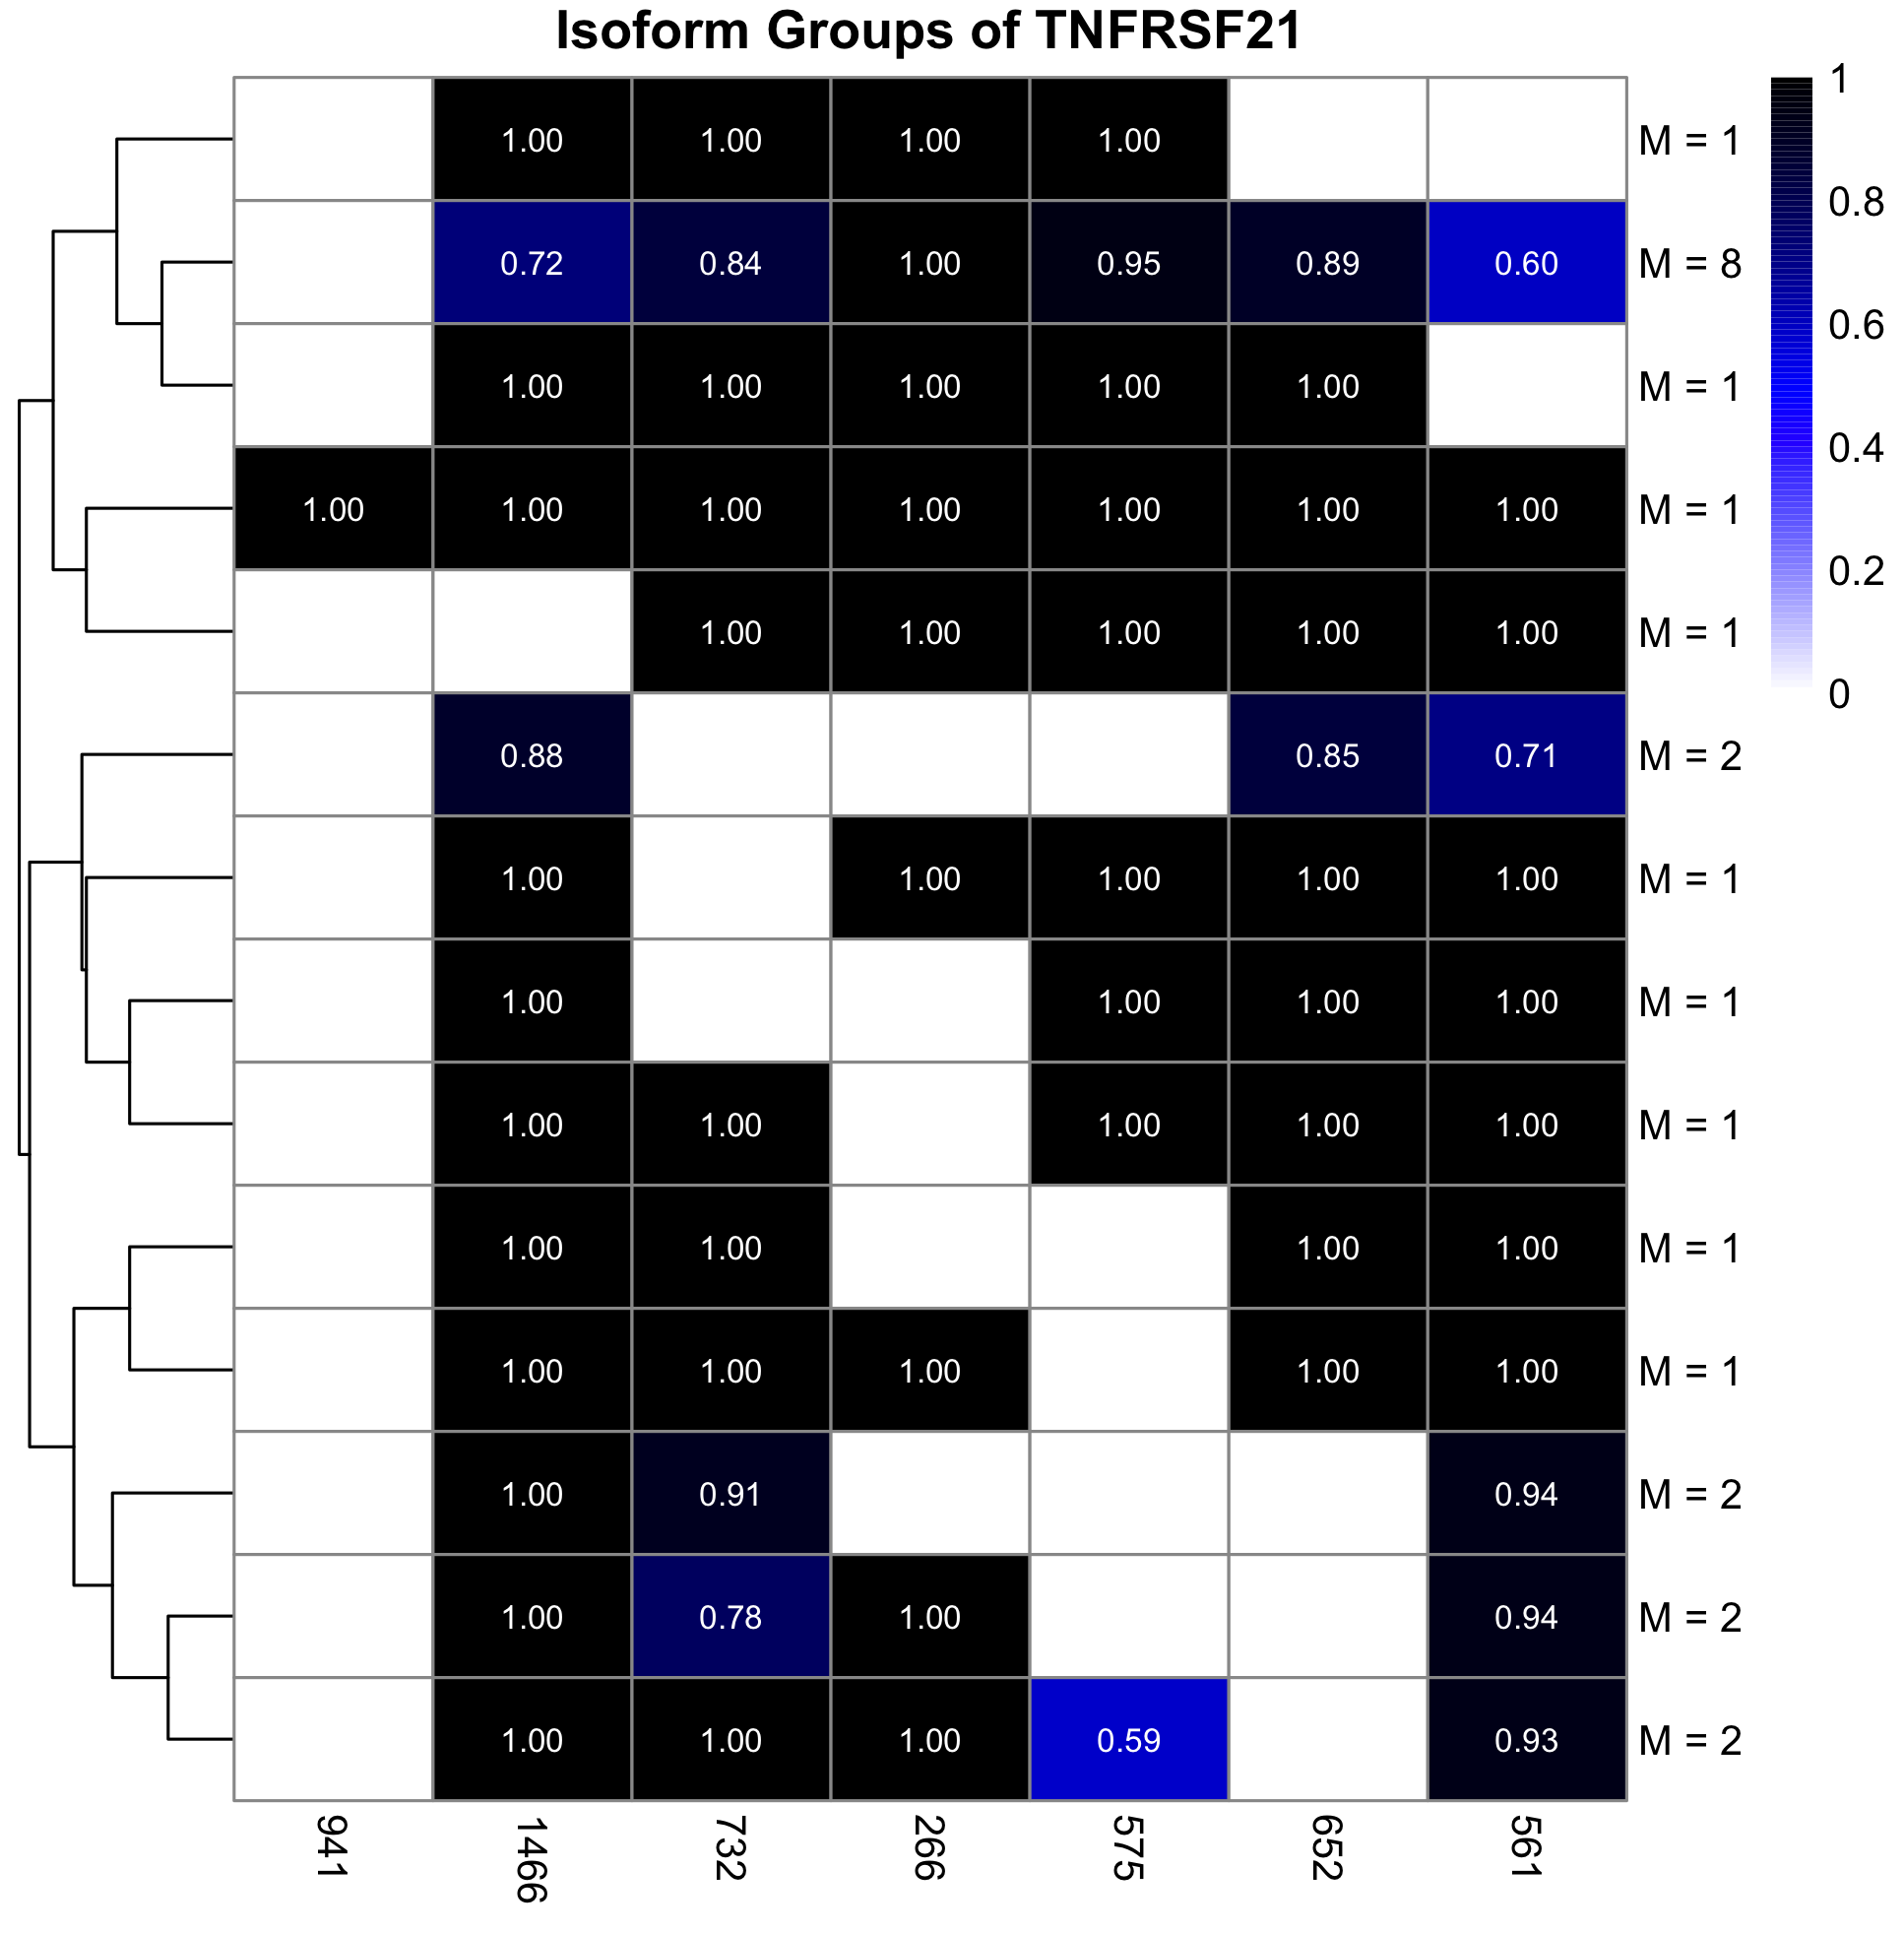 Isoform Groups of TNFRSF21
1.00 1.00 1.00 1.00 M = 1
0.72 0.84 1.00 0.95 0.89 0.60 M = 8
1.00 1.00 1.00 1.00 1.00 M = 1
1.00 1.00 1.00 1.00 1.00 1.00 1.00 M = 1
1.00 1.00 1.00 1.00 1.00 M = 1
0.88 0.85 0.71 M = 2
1.00 1.00 1.00 1.00 1.00 M = 1
1.00 1.00 1.00 1.00 M = 1
1.00 1.00 1.00 1.00 1.00 M = 1
1.00 1.00 1.00 1.00 M = 1
1.00 1.00 1.00 1.00 1.00 M = 1
1.00 0.91 0.94 M = 2
1.00 0.78 1.00 0.94 M = 2
1.00 1.00 1.00 0.59 0.93 M = 2
941 1466 732 266 575 652 561
1
0.8
0.6
0.4
0.2
0